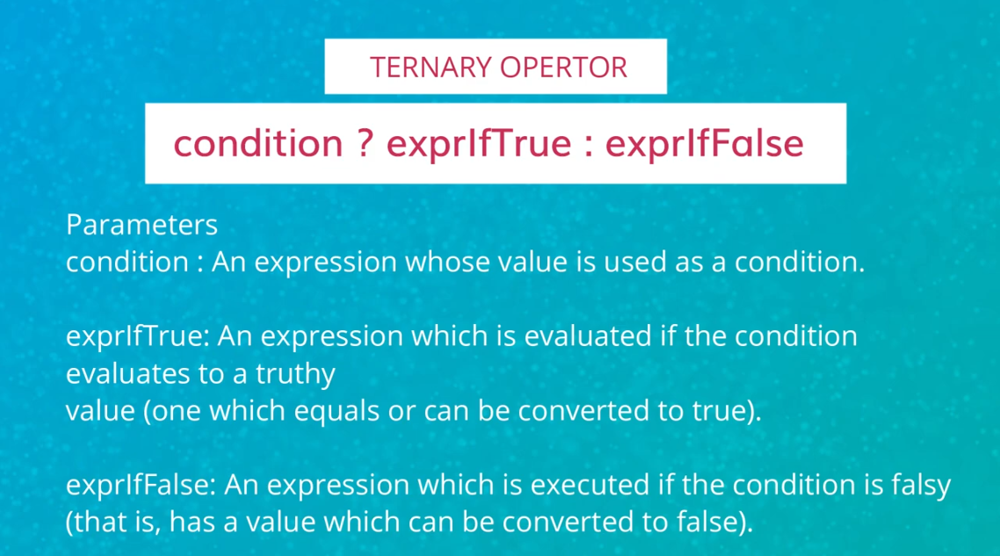 TERNARY OPERTOR
condition ? exprIfTrue : exprIfFalse
Parameters
condition : An expression whose value is used as a condition.
exprIfTrue: An expression which is evaluated if the condition
evaluates to a truthy
value (one which equals or can be converted to true).
exprIfFalse: An expression which is executed if the condition is falsy
(that is, has a value which can be converted to false).